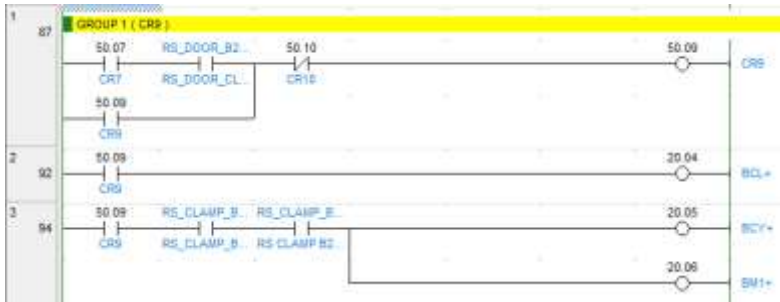 1
87
GROUP 1 ( CR9 )
50.07 RS_DOOR_B2... 50.10 50.09
CR7 RS_DOOR_CL... CR10 CR9
50.09
CR9
2
92
50.09 20.04
CR9 BCL+
3
94
50.09 RS_CLAMP_B... RS_CLAMP_B... 20.05
CR9 RS_CLAMP_B... RS CLAMP B2... BCY+
20.06
BM1+